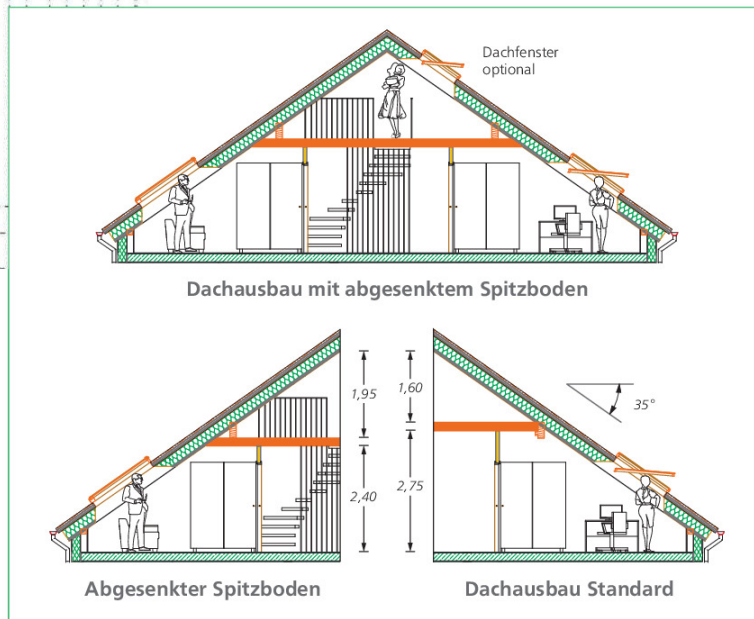 Dachfenster
optional
Dachausbau mit abgesenktem Spitzboden
1,95
1,60
35°
2,40
2,75
Abgesenkter Spitzboden
Dachausbau Standard